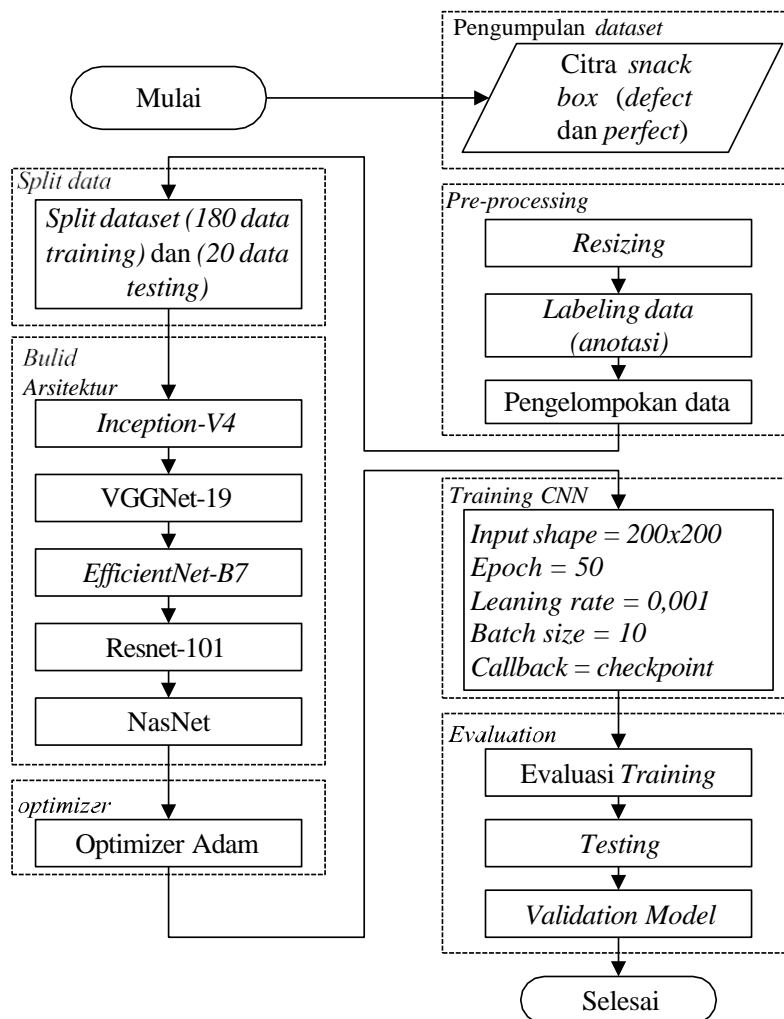 Mulai
Pengumpulan dataset
Citra snack
box (defect
dan perfect)
Pre-processing
Resizing
Labeling data
(anotasi)
Pengelompokan data
Split data
Split dataset (180 data
training) dan (20 data
testing)
Bulid
Arsitektur
Inception-V4
VGGNet-19
EfficientNet-B7
Resnet-101
NasNet
optimizer
Optimizer Adam
Training CNN
Input shape = 200x200
Epoch = 50
Leaning rate = 0,001
Batch size = 10
Callback = checkpoint
Evaluation
Evaluasi Training
Testing
Validation Model
Selesai